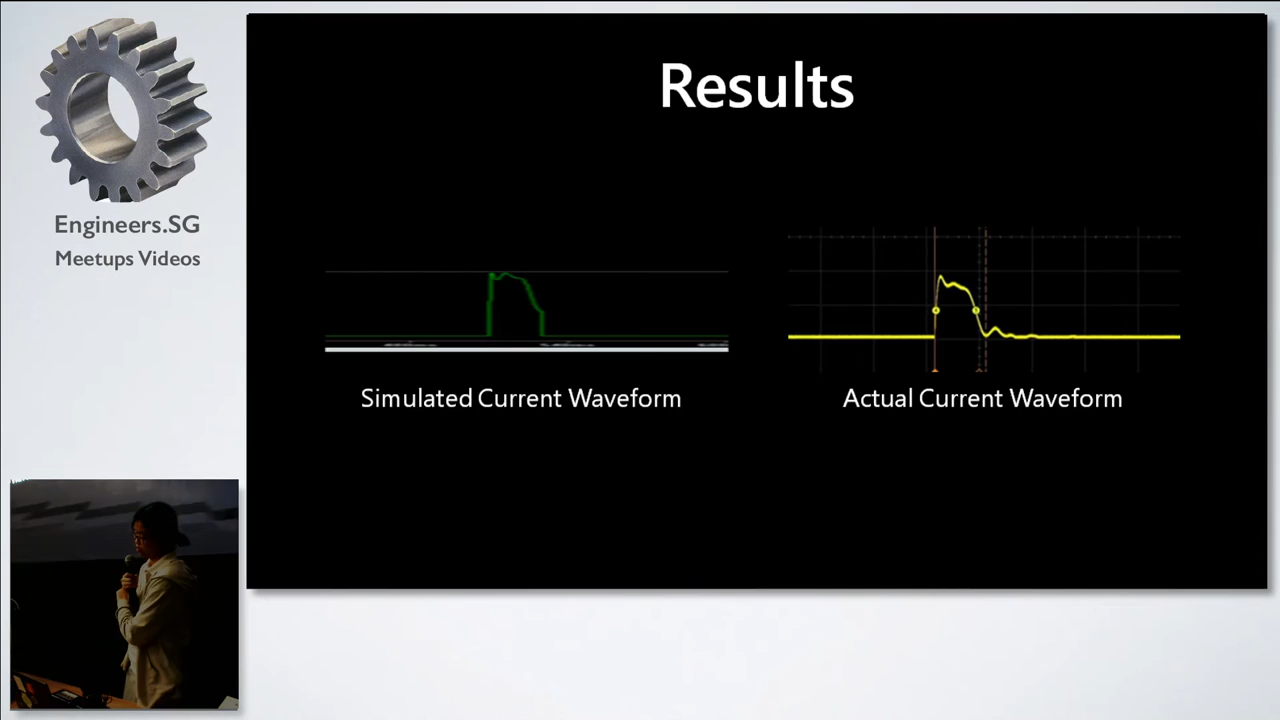 Engineers.SG
Meetups Videos
Results
Simulated Current Waveform
Actual Current Waveform